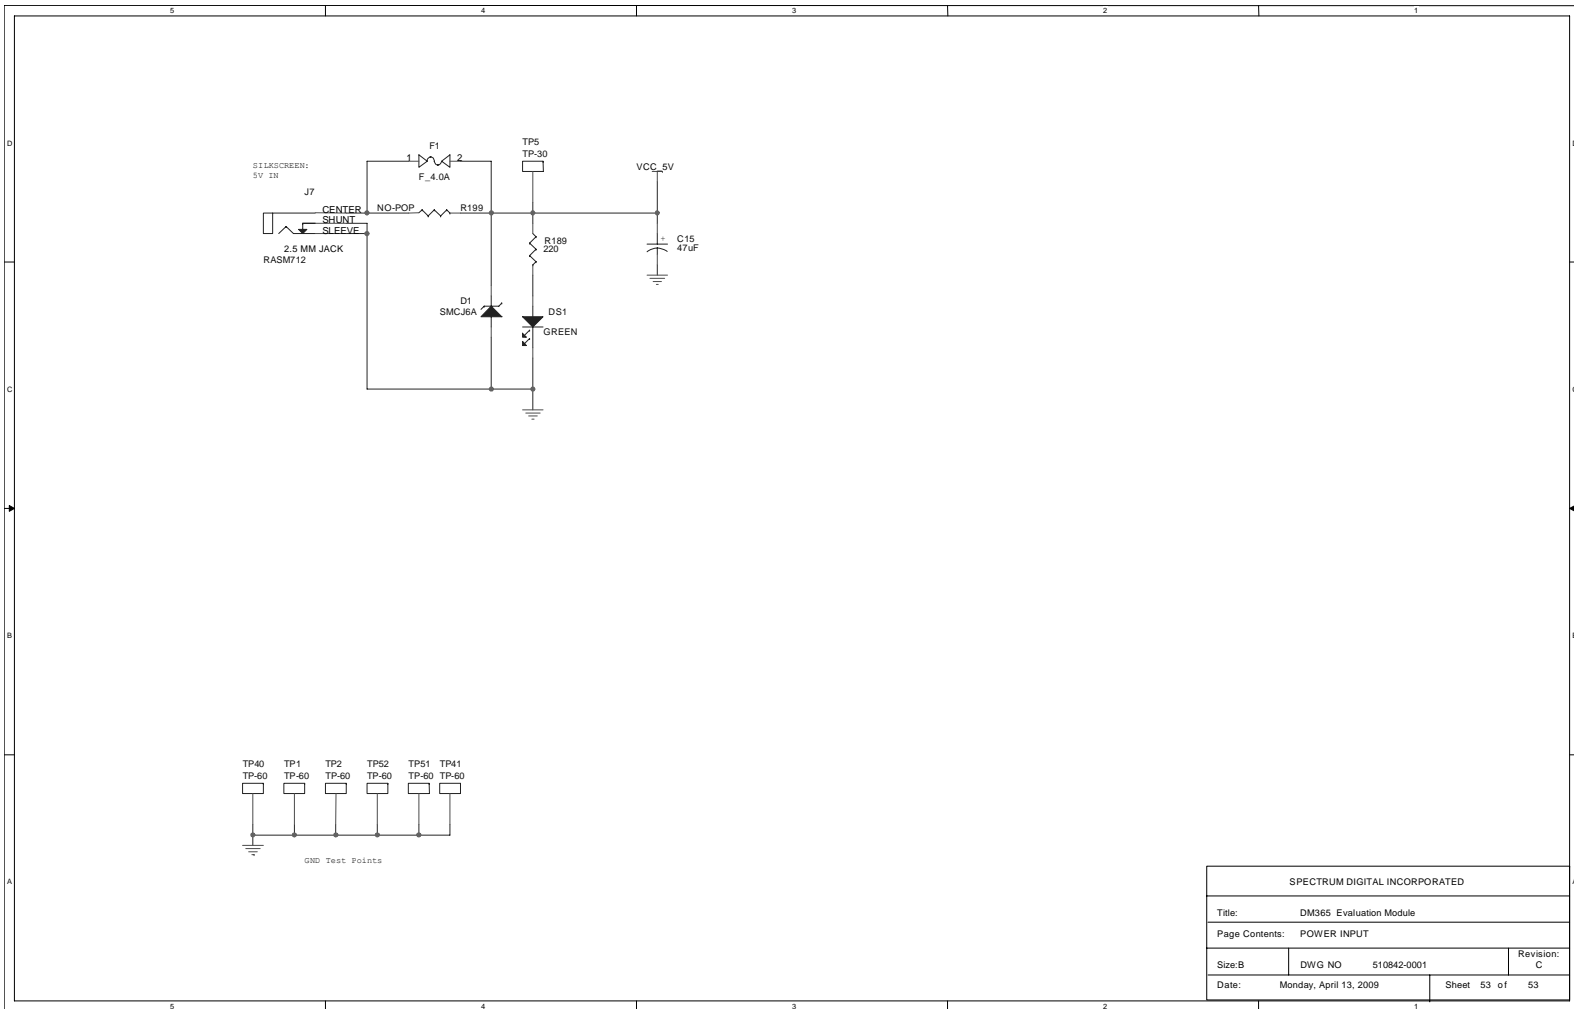 5 4 3 2 1
D
D
C
C
B
B
A
A
SILKSCREEN:
5V IN
J7
CENTER
SHUNT
SLEEVE
2.5 MM JACK
RASM712
F1
1 2
F_4.0A
NO-POP R199
TP5
TP-30
VCC_5V
R189
220
C15
+
47uF
D1
SMCJ6A
DS1
GREEN
TP40 TP1 TP2 TP52 TP51 TP41
TP-60 TP-60 TP-60 TP-60 TP-60 TP-60
GND Test Points
SPECTRUM DIGITAL INCORPORATED
Title: DM365 Evaluation Module
Page Contents: POWER INPUT
Size:B DWG NO 510842-0001 Revision: C
Date: Monday, April 13, 2009 Sheet 53 of 53
5 4 3 2 1